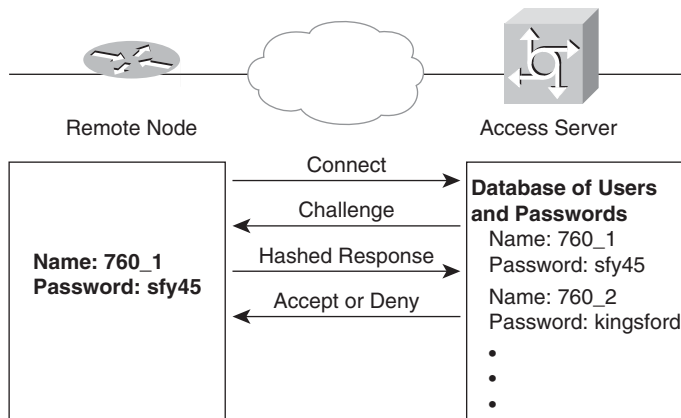 Remote Node
Access Server
Connect
Challenge
Hashed Response
Accept or Deny
Name: 760_1
Password: sfy45
Database of Users
and Passwords
Name: 760_1
Password: sfy45
Name: 760_2
Password: kingsford